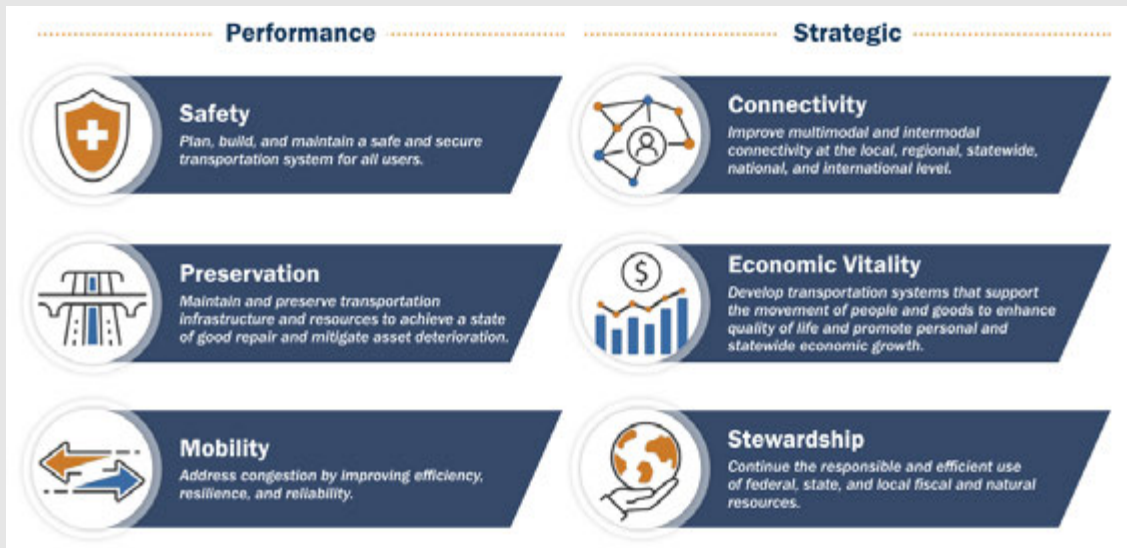 Performance
Safety
Plan, build, and maintain a safe and secure
transportation system for all users.
Preservation
Maintain and preserve transportation
infrastructure and resources to achieve a state
of good repair and mitigate asset deterioration.
Mobility
Address congestion by improving efficiency,
resilience, and reliability.
Strategic
Connectivity
Improve multimodal and intermodal
connectivity at the local, regional, statewide,
national, and international level.
$
Economic Vitality
Develop transportation systems that support
the movement of people and goods to enhance
quality of life and promote personal and
statewide economic growth.
Stewardship
Continue the responsible and efficient use
of federal, state, and local fiscal and natural
resources.